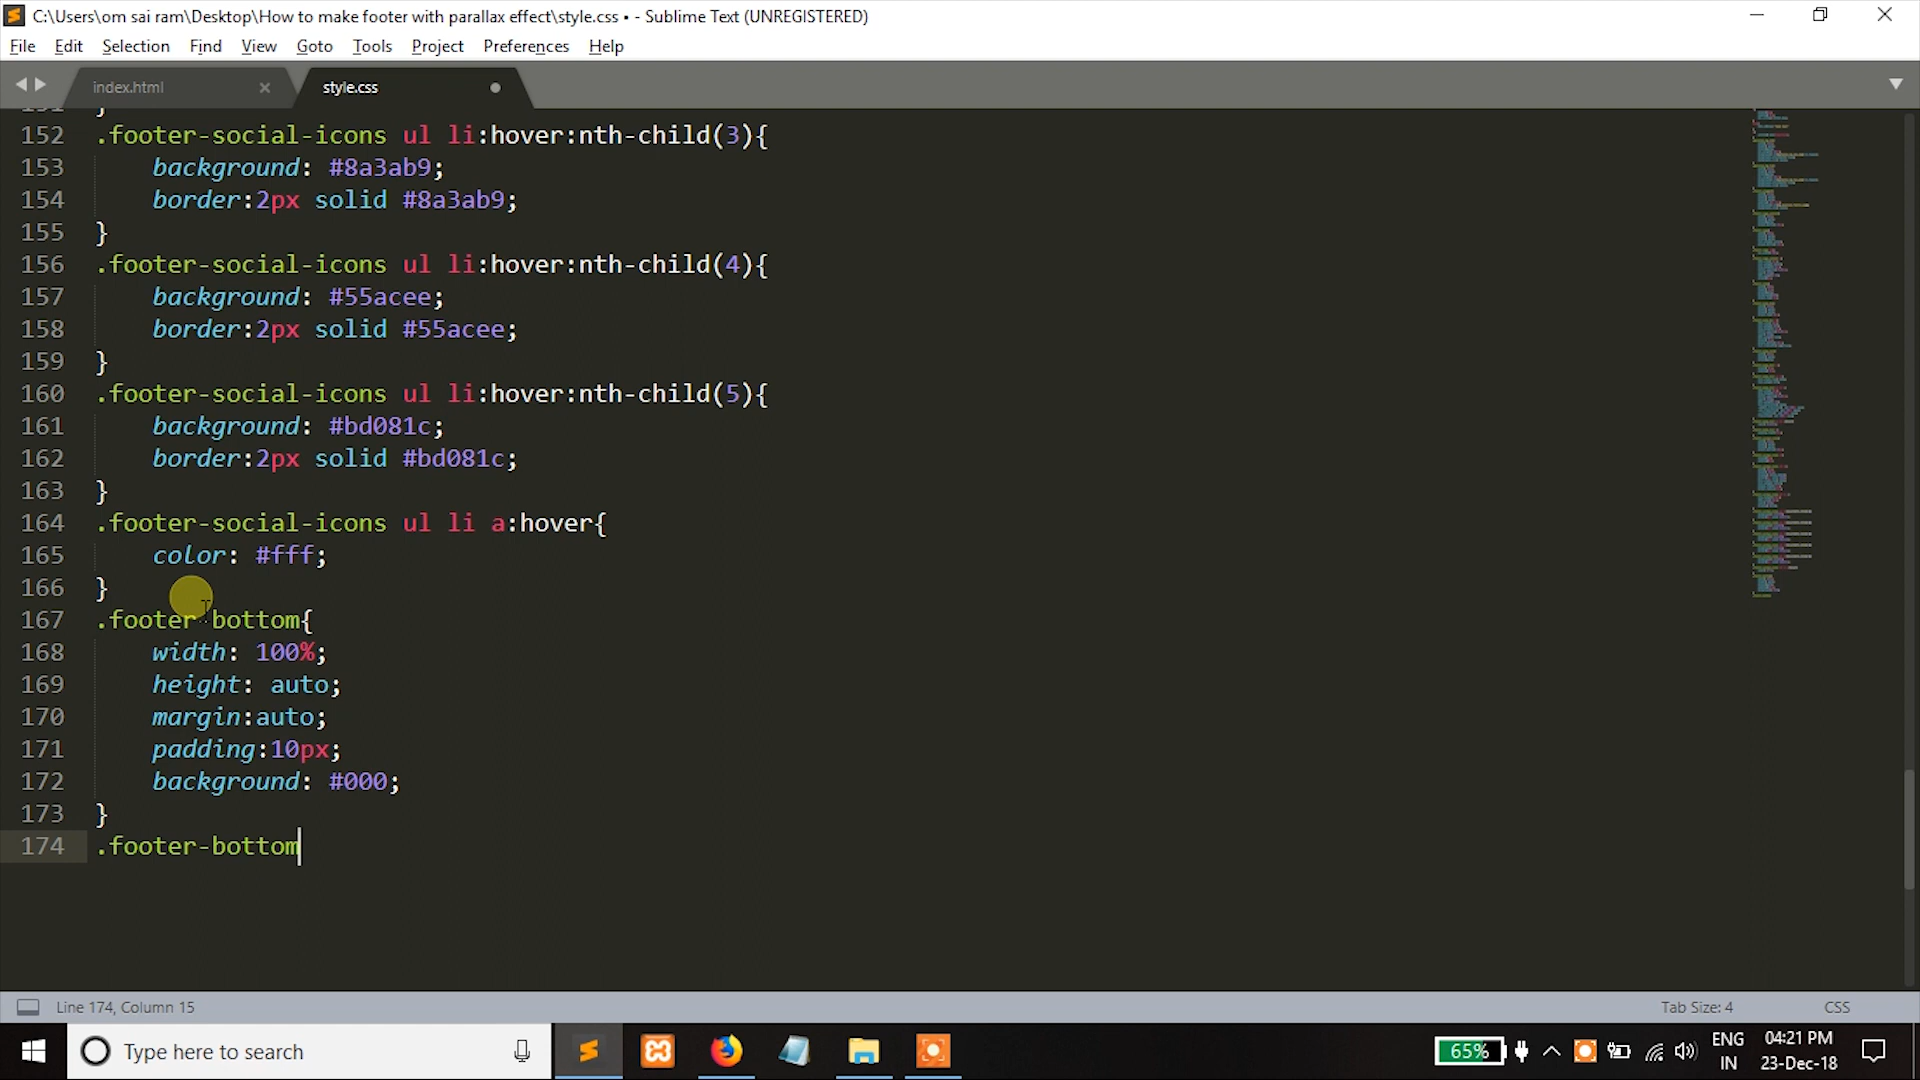 C:\Users\om sai ram\Desktop\How to make footer with parallax effect\style.css • - Sublime Text (UNREGISTERED)
File Edit Selection Find View Goto Tools Project Preferences Help
index.html × style.css
}
152 .footer-social-icons ul li:hover:nth-child(3){
153 background: #8a3ab9;
154 border:2px solid #8a3ab9;
155 }
156 .footer-social-icons ul li:hover:nth-child(4){
157 background: #55acee;
158 border:2px solid #55acee;
159 }
160 .footer-social-icons ul li:hover:nth-child(5){
161 background: #bd081c;
162 border:2px solid #bd081c;
163 }
164 .footer-social-icons ul li a:hover{
165 color: #fff;
166 }
167 .footer-bottom{
168 width: 100%;
169 height: auto;
170 margin:auto;
171 padding:10px;
172 background: #000;
173 }
174 .footer-bottom
Line 174, Column 15 Tab Size: 4 CSS
Type here to search 65% ENG 04:21 PM
IN 23-Dec-18